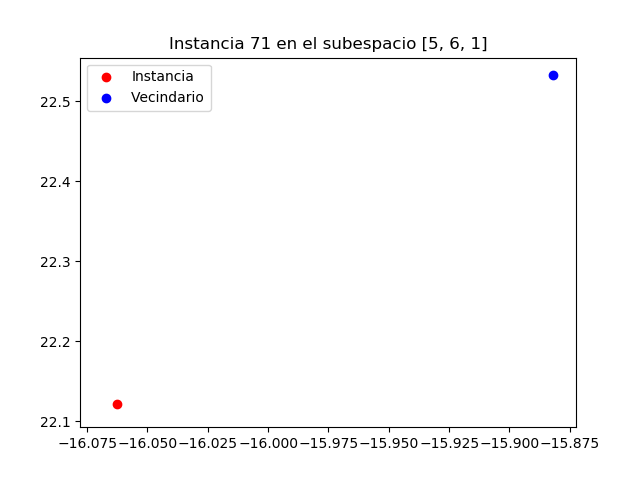 Instancia 71 en el subespacio [5, 6, 1]
Instancia
Vecindario
22.5
22.4
22.3
22.2
22.1
−16.075 −16.050 −16.025 −16.000 −15.975 −15.950 −15.925 −15.900 −15.875